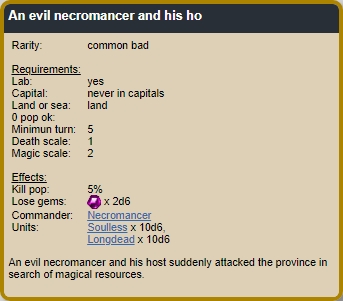 An evil necromancer and his ho
Rarity: common bad
Requirements:
Lab: yes
Capital: never in capitals
Land or sea: land
0 pop ok:
Minimun turn: 5
Death scale: 1
Magic scale: 2
Effects:
Kill pop: 5%
Lose gems: x 2d6
Commander: Necromancer
Units: Soulless x 10d6,
Longdead x 10d6
An evil necromancer and his host suddenly attacked the province in
search of magical resources.